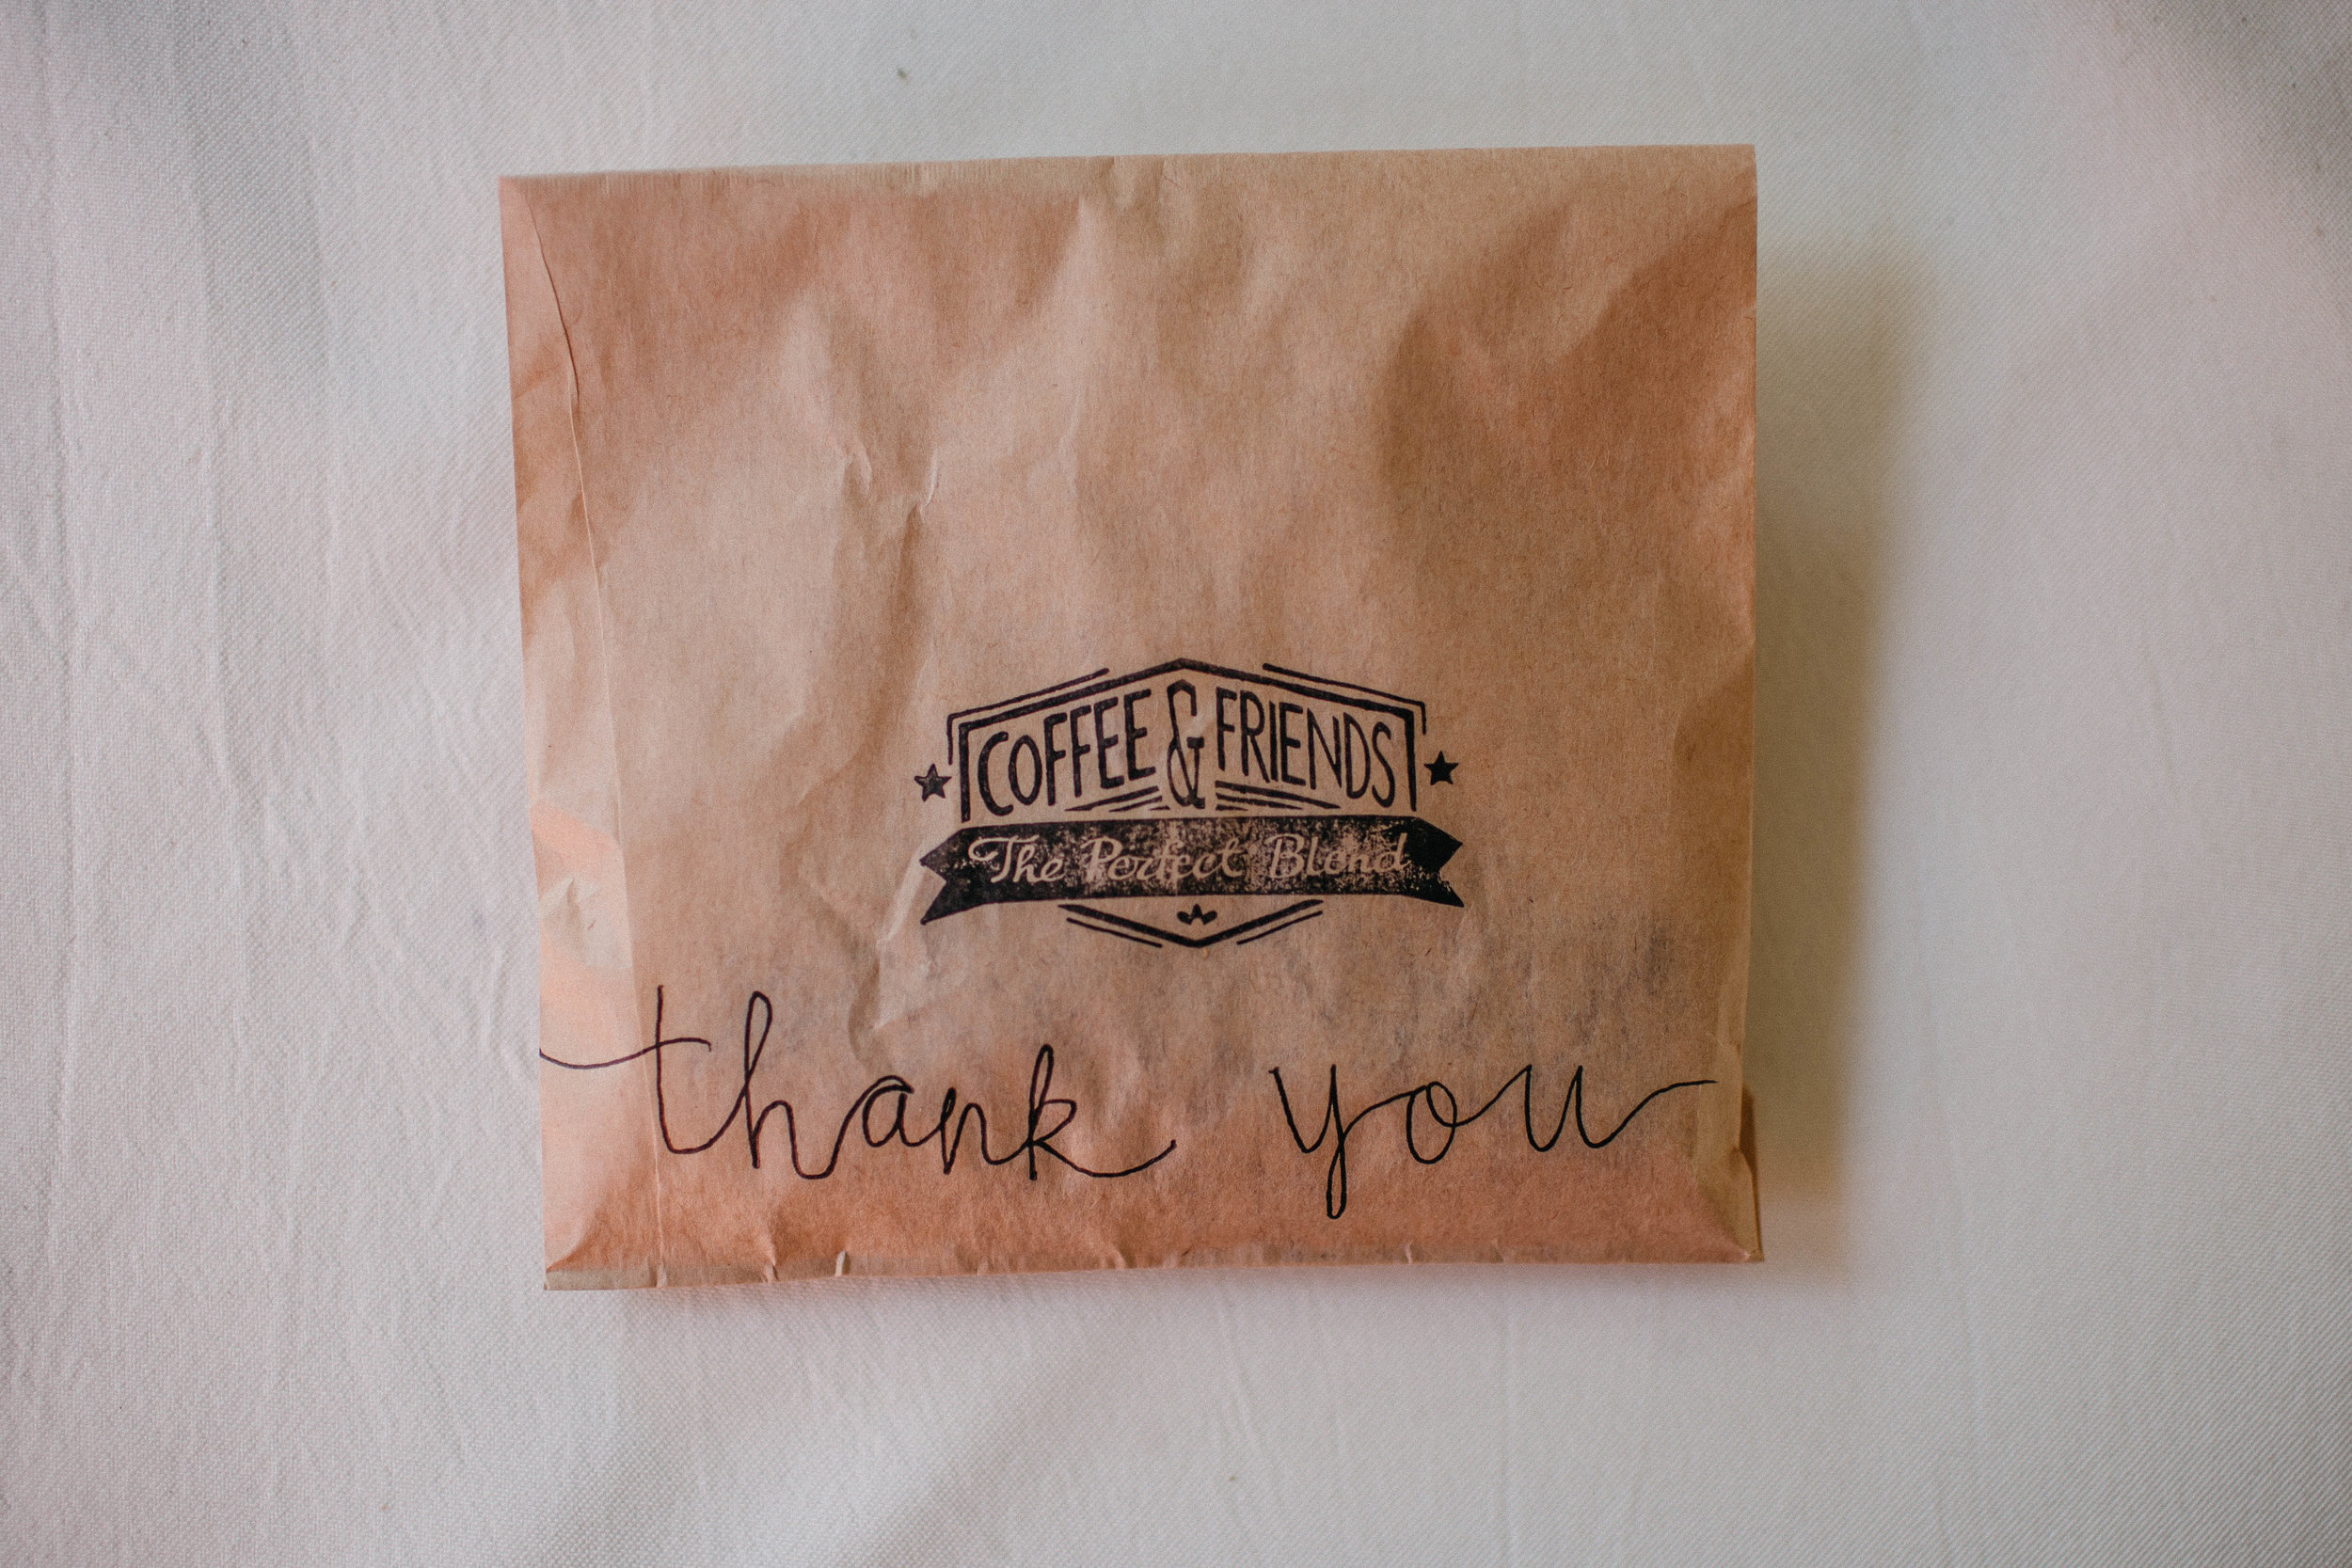 COFFEE & FRIENDS
The Perfect Blend
thank you